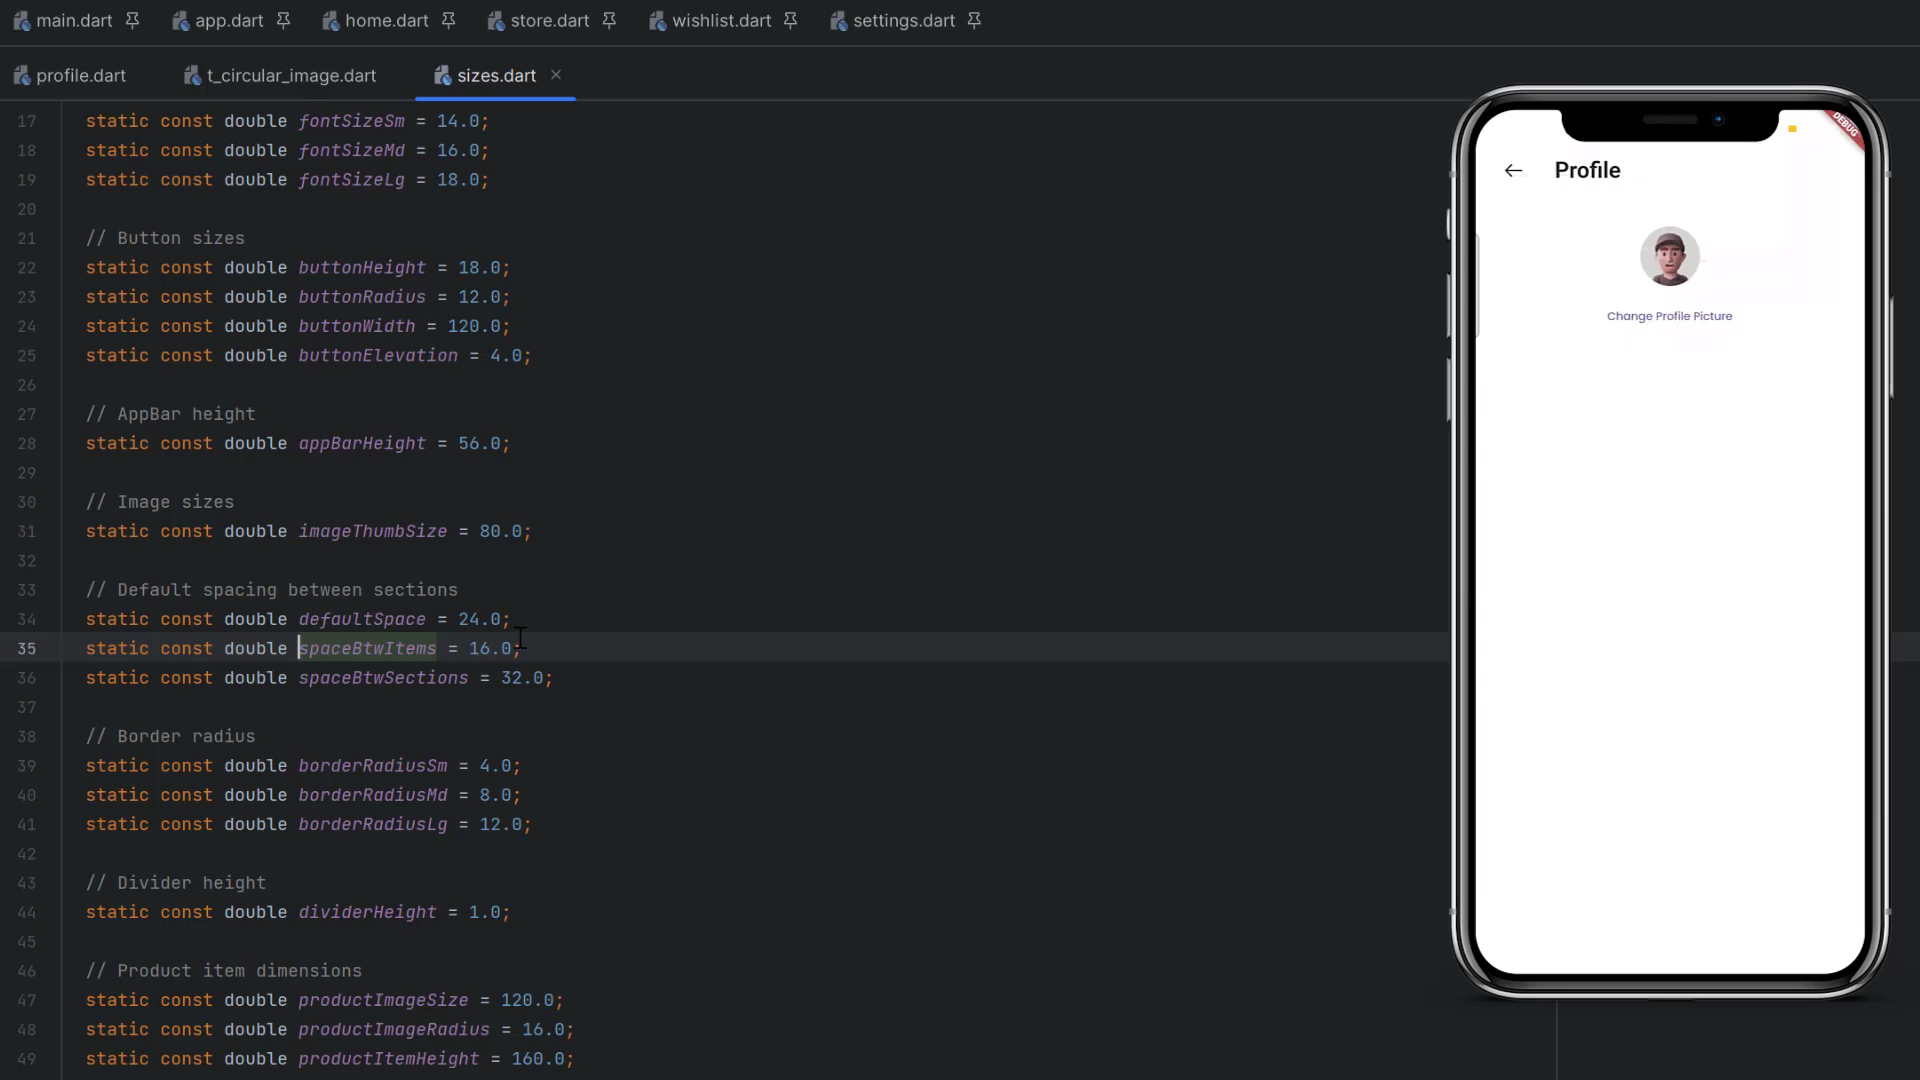 main.dart app.dart home.dart store.dart wishlist.dart settings.dart
profile.dart t_circular_image.dart sizes.dart
17 static const double fontSizeSm = 14.0;
18 static const double fontSizeMd = 16.0;
19 static const double fontSizeLg = 18.0;
20
21 // Button sizes
22 static const double buttonHeight = 18.0;
23 static const double buttonRadius = 12.0;
24 static const double buttonWidth = 120.0;
25 static const double buttonElevation = 4.0;
26
27 // AppBar height
28 static const double appBarHeight = 56.0;
29
30 // Image sizes
31 static const double imageThumbSize = 80.0;
32
33 // Default spacing between sections
34 static const double defaultSpace = 24.0;
35 static const double spaceBtwItems = 16.0;
36 static const double spaceBtwSections = 32.0;
37
38 // Border radius
39 static const double borderRadiusSm = 4.0;
40 static const double borderRadiusMd = 8.0;
41 static const double borderRadiusLg = 12.0;
42
43 // Divider height
44 static const double dividerHeight = 1.0;
45
46 // Product item dimensions
47 static const double productImageSize = 120.0;
48 static const double productImageRadius = 16.0;
49 static const double productItemHeight = 160.0;
DEBUG
Profile
Change Profile Picture